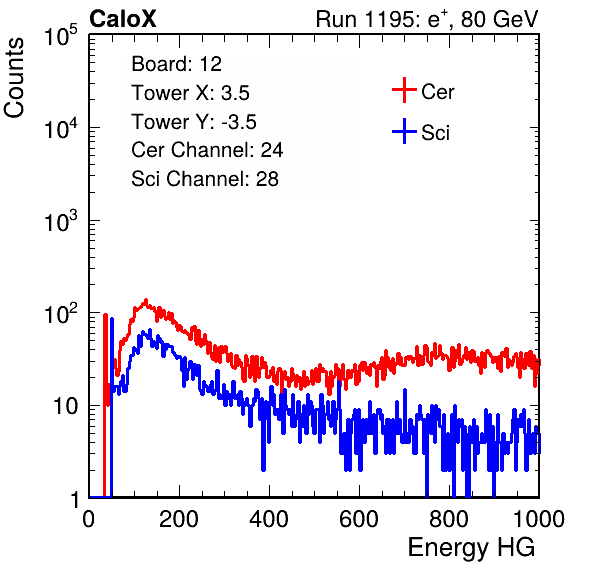 CaloX Run 1195: e⁺, 80 GeV
Counts
Board: 12
Tower X: 3.5
Tower Y: -3.5
Cer Channel: 24
Sci Channel: 28
Cer
Sci
10⁵
10⁴
10³
10²
10
1
0 200 400 600 800 1000
Energy HG